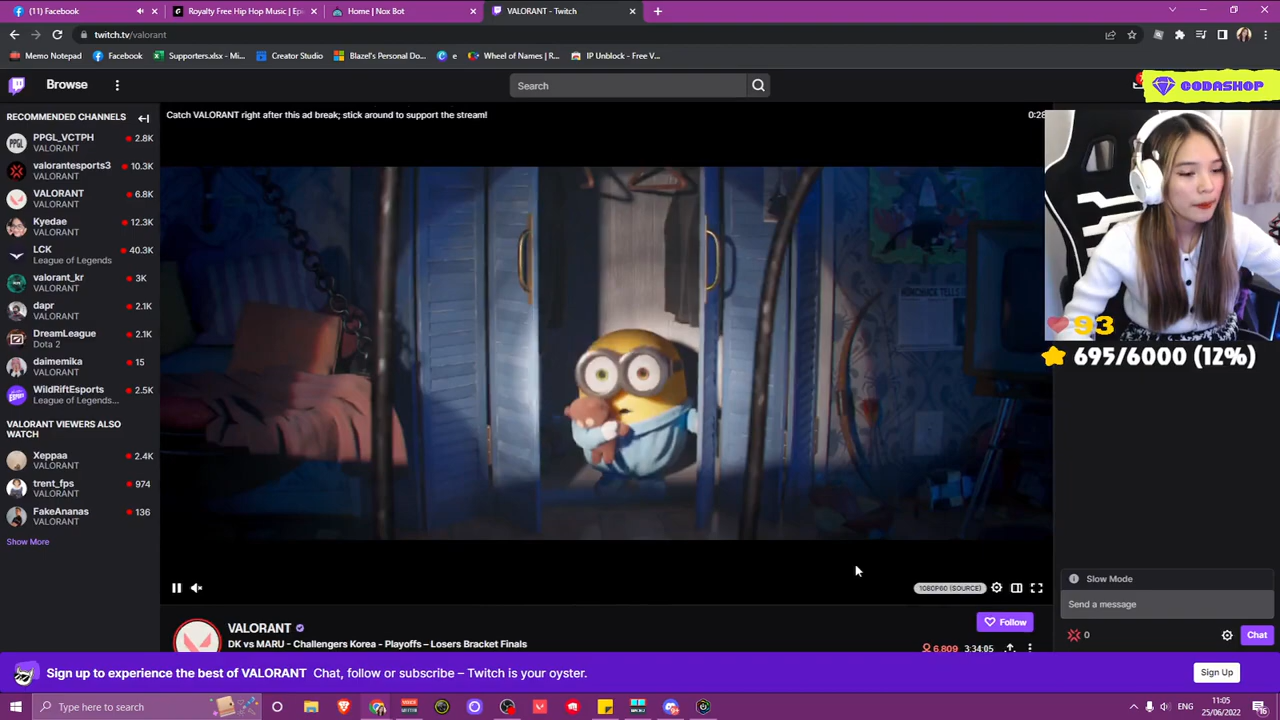 (11) Facebook
Royalty Free Hip Hop Music | Epi
Home | Nox Bot
VALORANT - Twitch
twitch.tv/valorant
Memo Notepad
Facebook
Supporters.xlsx - Mi...
Creator Studio
Blazel's Personal Do...
e
Wheel of Names | R...
IP Unblock - Free V...
Browse
Search
CODASHOP
RECOMMENDED CHANNELS
Catch VALORANT right after this ad break; stick around to support the stream!
0:28
PPGL_VCTPH 2.8K
VALORANT
valorantesports3 10.3K
VALORANT
VALORANT 6.8K
VALORANT
Kyedae 12.3K
VALORANT
LCK 40.3K
League of Legends
valorant_kr 3K
VALORANT
dapr 2.1K
VALORANT
DreamLeague 2.1K
Dota 2
daimemika 15
VALORANT
WildRiftEsports 2.5K
League of Legends...
VALORANT VIEWERS ALSO
WATCH
Xeppaa 2.4K
VALORANT
trent_fps 974
VALORANT
FakeAnanas 136
VALORANT
Show More
93
695/6000 (12%)
1080P60 (SOURCE)
Slow Mode
Send a message
0
Chat
VALORANT
Follow
DK vs MARU - Challengers Korea - Playoffs – Losers Bracket Finals
6,809 3:34:05
Sign up to experience the best of VALORANT Chat, follow or subscribe – Twitch is your oyster.
Sign Up
Type here to search
11:05
25/06/2022
16